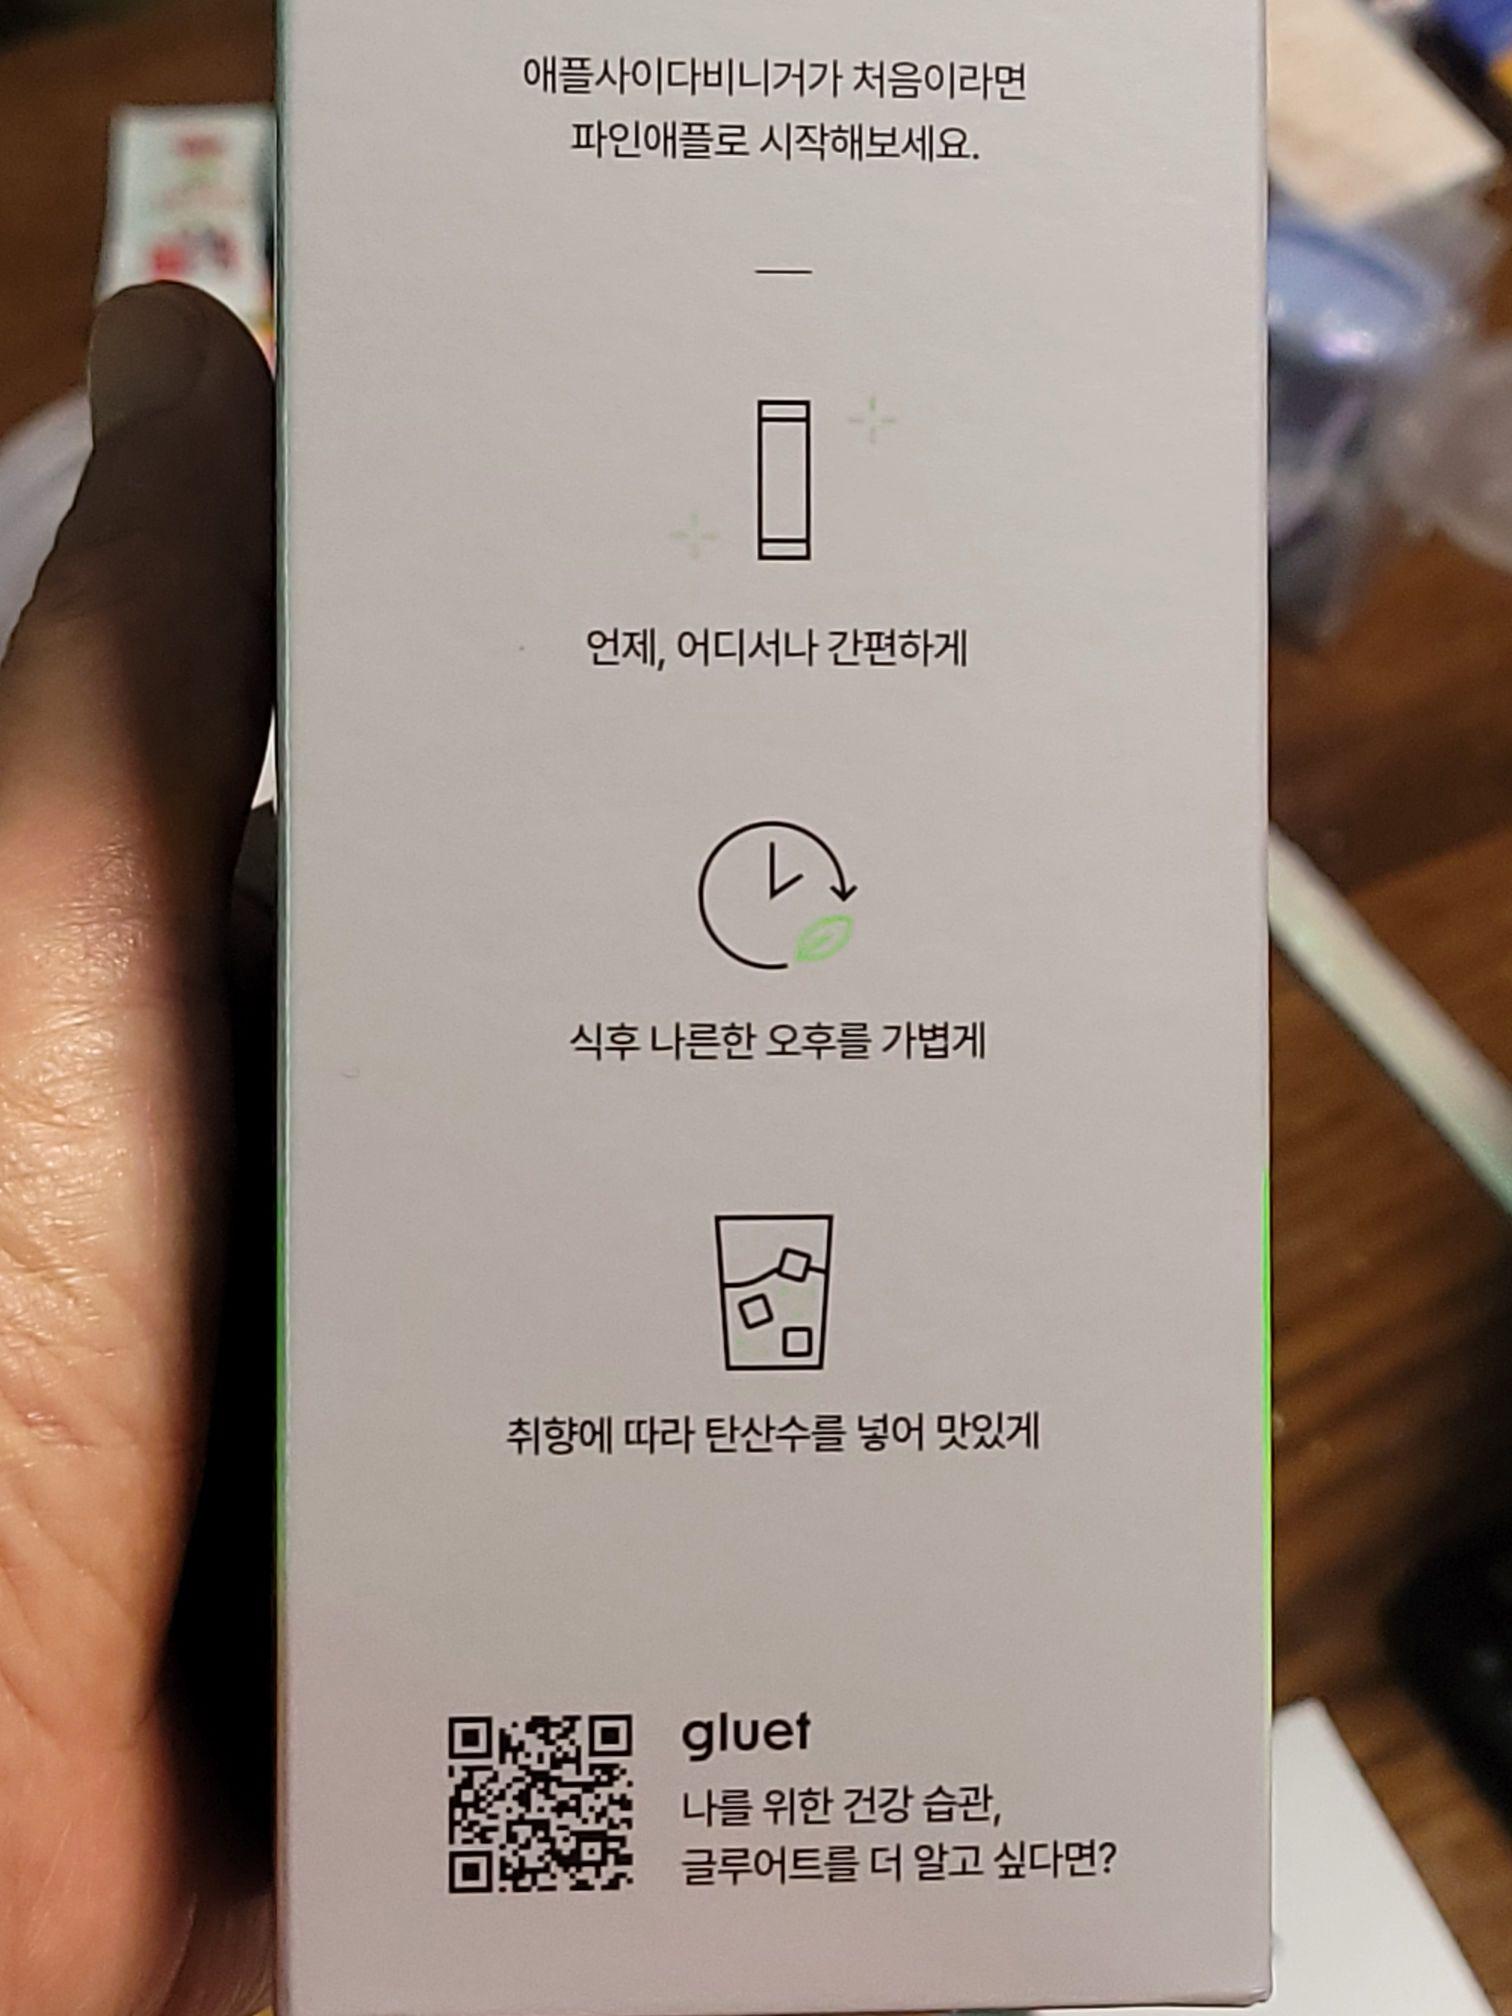 애플사이다비니거가 처음이라면
파인애플로 시작해보세요.
언제, 어디서나 간편하게
식후 나른한 오후를 가볍게
취향에 따라 탄산수를 넣어 맛있게
gluet
나를 위한 건강 습관,
글루어트를 더 알고 싶다면?